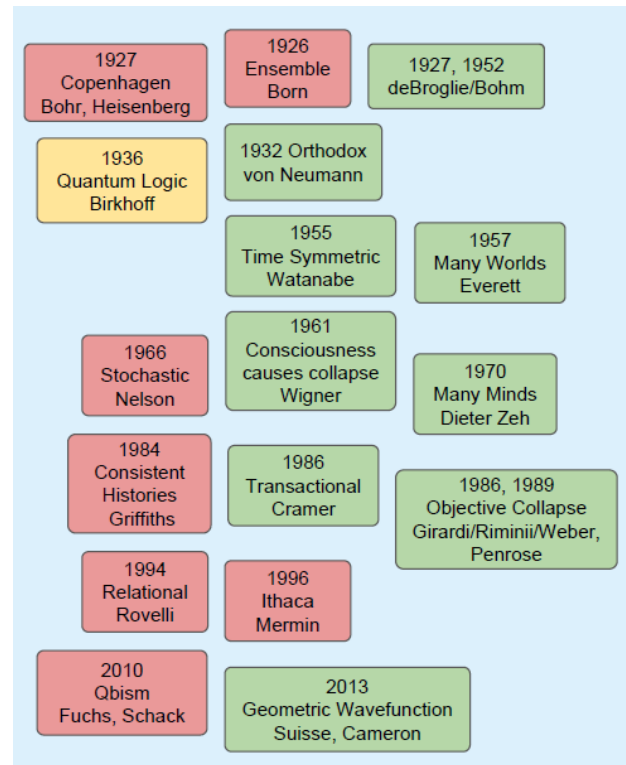 1927
Copenhagen
Bohr, Heisenberg
1926
Ensemble
Born
1927, 1952
deBroglie/Bohm
1936
Quantum Logic
Birkhoff
1932 Orthodox
von Neumann
1955
Time Symmetric
Watanabe
1957
Many Worlds
Everett
1961
Consciousness
causes collapse
Wigner
1966
Stochastic
Nelson
1970
Many Minds
Dieter Zeh
1984
Consistent
Histories
Griffiths
1986
Transactional
Cramer
1986, 1989
Objective Collapse
Girardi/Riminii/Weber,
Penrose
1994
Relational
Rovelli
1996
Ithaca
Mermin
2010
Qbism
Fuchs, Schack
2013
Geometric Wavefunction
Suisse, Cameron